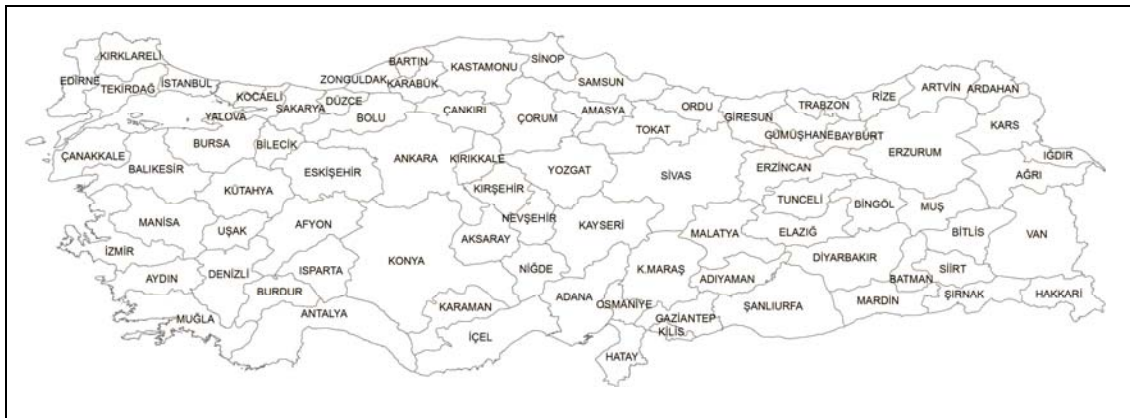 KIRKLARELİ
EDİRNE
TEKİRDAĞ
İSTANBUL
KOCAELİ
YALOVA
SAKARYA
DÜZCE
ZONGULDAK
BARTIN
KARABÜK
KASTAMONU
SİNOP
SAMSUN
BOLU
ÇANKIRI
ÇORUM
AMASYA
ORDU
GİRESUN
TRABZON
RİZE
ARTVİN
ARDAHAN
KARS
TOKAT
GÜMÜŞHANE
BAYBURT
ERZURUM
IĞDIR
AĞRI
ÇANAKKALE
BALIKESİR
BURSA
BİLECİK
ESKİŞEHİR
ANKARA
KIRIKKALE
YOZGAT
SİVAS
ERZİNCAN
KÜTAHYA
KIRŞEHİR
TUNCELİ
BİNGÖL
MUŞ
BİTLİS
VAN
MANİSA
UŞAK
AFYON
NEVŞEHİR
KAYSERİ
MALATYA
ELAZIĞ
İZMİR
AKSARAY
DİYARBAKIR
AYDIN
DENİZLİ
ISPARTA
KONYA
NİĞDE
K.MARAŞ
ADIYAMAN
BATMAN
SİİRT
BURDUR
ADANA
OSMANİYE
ŞANLIURFA
MARDİN
ŞIRNAK
HAKKARİ
MUĞLA
ANTALYA
KARAMAN
İÇEL
GAZİANTEP
KİLİS
HATAY